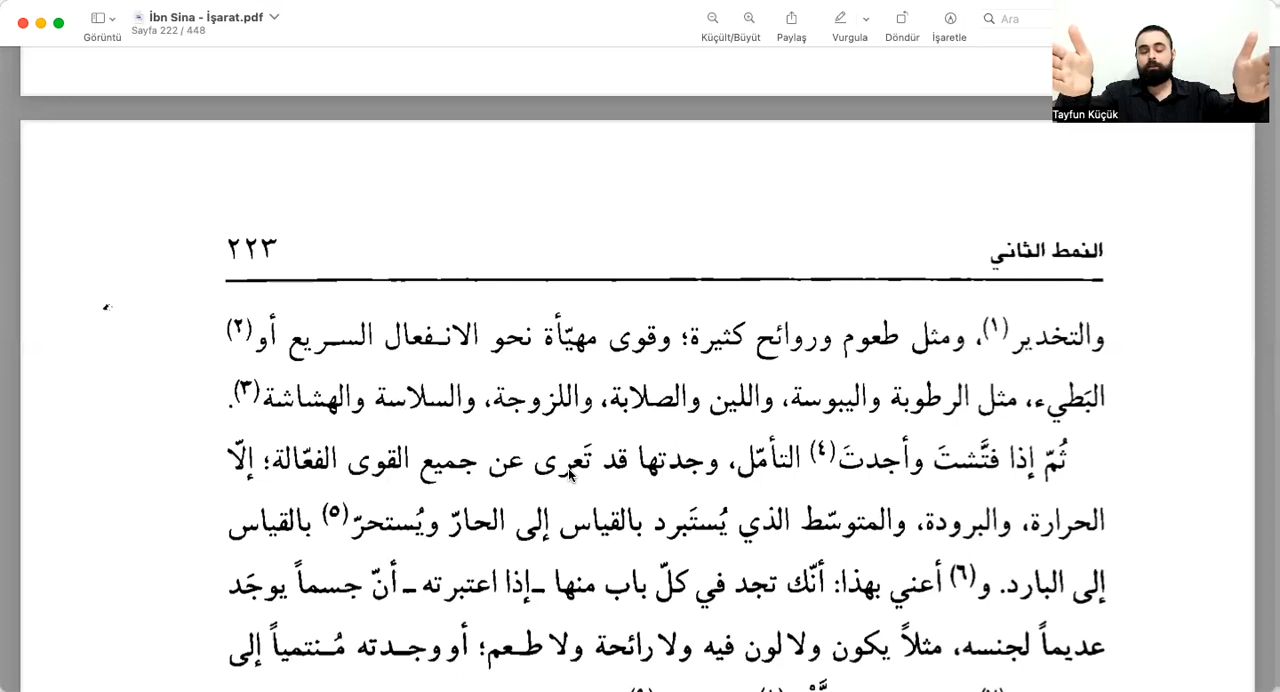 İbn Sina - İşarat.pdf
Sayfa 222 / 448
Görüntü
Küçült/Büyüt
Paylaş
Vurgula
Döndür
İşaretle
Ara
Tayfun Küçük
النمط الثاني ٢٢٣
والتخدير(١)، ومثل طعوم وروائح كثيرة؛ وقوى مهيّأة نحو الانـفعال السـريع أو(٢)
البَطيء، مثل الرطوبة واليبوسة، واللين والصلابة، واللزوجة، والسلاسة والهشاشة(٣).
ثُمّ إذا فتَّشتَ وأجدتَ(٤) التأمّل، وجدتها قد تَعرى عن جميع القوى الفعّالة؛ إلّا
الحرارة، والبرودة، والمتوسّط الذي يُستَبرد بالقياس إلى الحارّ ويُستحرّ(٥) بالقياس
إلى البارد. و(٦) أعني بهذا: أنّك تجد في كلّ باب منها ـ إذا اعتبرته ـ أنّ جسماً يوجَد
عديماً لجنسه، مثلاً يكون ولا لون فيه ولا رائحة ولا طـعم؛ أو وجـدته مُـنتمياً إلى